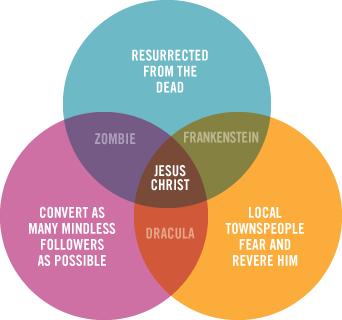 RESURRECTED
FROM THE
DEAD
ZOMBIE
FRANKENSTEIN
JESUS
CHRIST
CONVERT AS
MANY MINDLESS
FOLLOWERS
AS POSSIBLE
DRACULA
LOCAL
TOWNSPEOPLE
FEAR AND
REVERE HIM